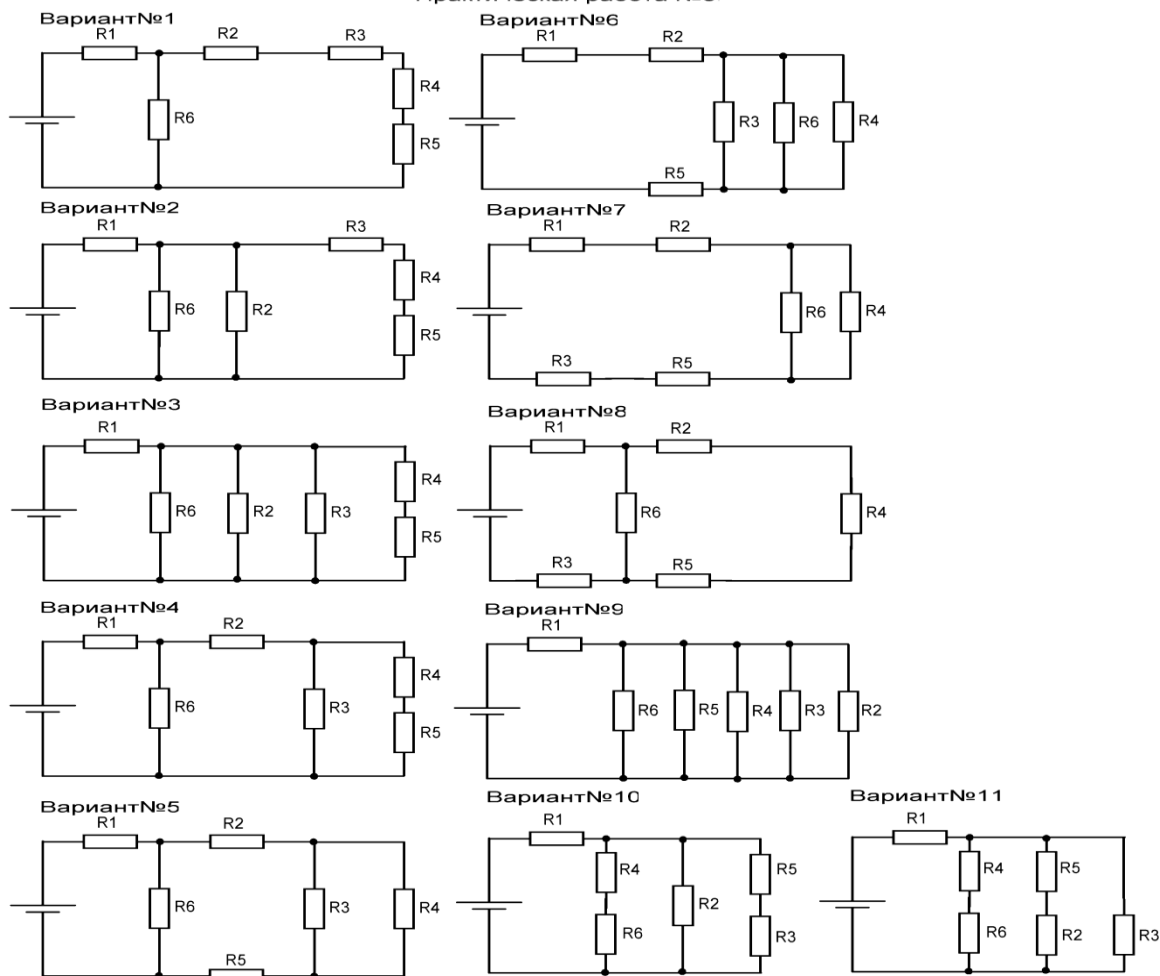 Вариант№1
R1
R2
R3
R4
R6
R5
Вариант№6
R1
R2
R3
R6
R4
R5
Вариант№2
R1
R3
R4
R6
R2
R5
Вариант№7
R1
R2
R6
R4
R3
R5
Вариант№3
R1
R4
R6
R2
R3
R5
Вариант№8
R1
R2
R6
R4
R3
R5
Вариант№4
R1
R2
R4
R6
R3
R5
Вариант№9
R1
R6
R5
R4
R3
R2
Вариант№5
R1
R2
R6
R3
R4
R5
Вариант№10
R1
R4
R5
R2
R6
R3
Вариант№11
R1
R4
R5
R6
R2
R3